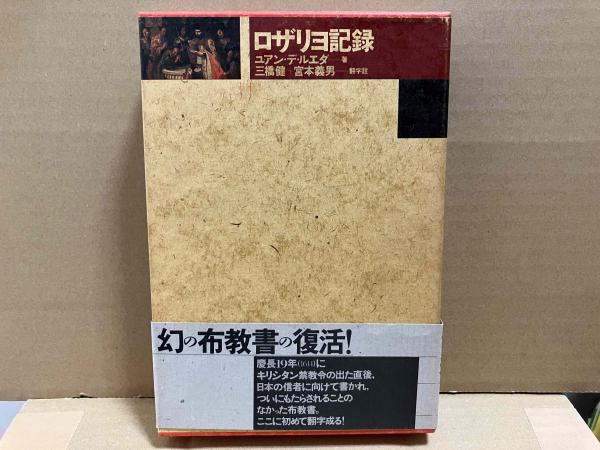 ロザリヨ記録
ユアン・デ・ルエダ——著
三橋健 宮本義男——翻字註
幻の布教書の復活!
慶長19年(1614)に
キリシタン禁教令の出た直後、
日本の信者に向けて書かれ、
ついにもたらされることの
なかった布教書。
ここに初めて翻字成る!